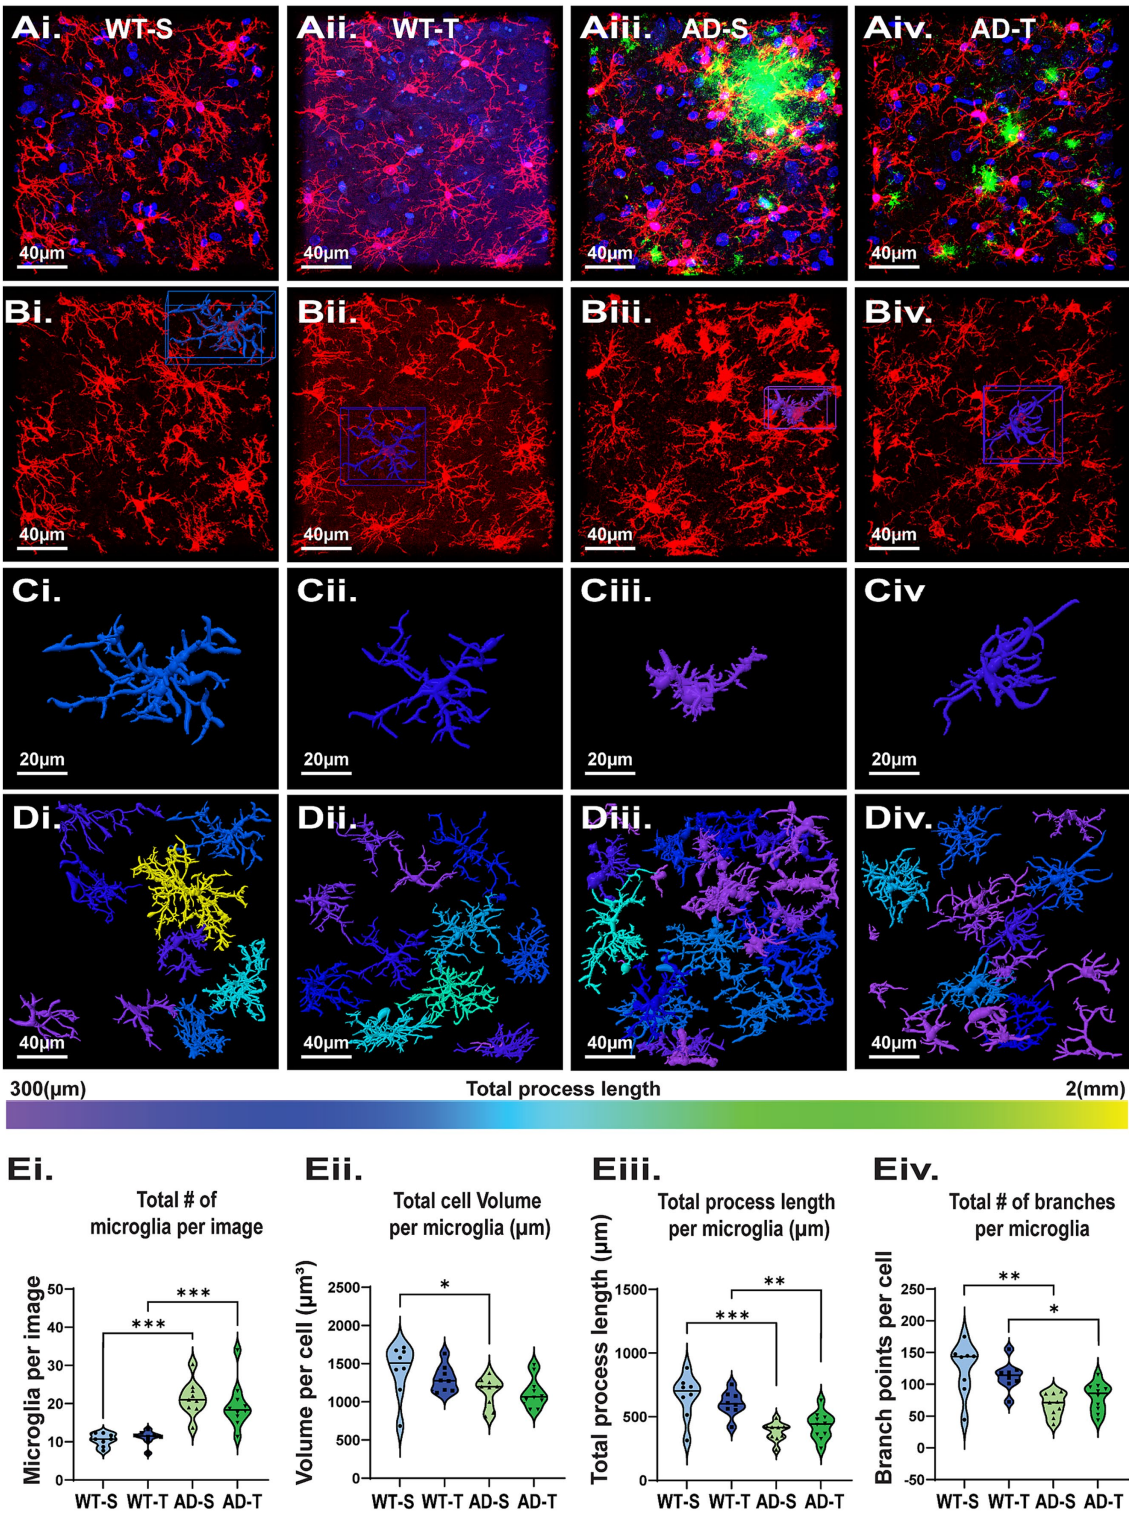 Ai. WT-S
Aii. WT-T
Aiii. AD-S
Aiv. AD-T
40µm
40µm
40µm
40µm
Bi.
Bii.
Biii.
Biv.
40µm
40µm
40µm
40µm
Ci.
Cii.
Ciii.
Civ
20µm
20µm
20µm
20µm
Di.
Dii.
Diii.
Div.
40µm
40µm
40µm
40µm
300(µm) Total process length 2(mm)
Ei.
Total # of
microglia per image
Microglia per image
50
40
30
20
10
0
***
***
WT-S WT-T AD-S AD-T
Eii.
Total cell Volume
per microglia (µm)
Volume per cell (µm³)
2500
2000
1500
1000
500
0
*
WT-S WT-T AD-S AD-T
Eiii.
Total process length
per microglia (µm)
Total process length (µm)
1500
1000
500
0
**
***
WT-S WT-T AD-S AD-T
Eiv.
Total # of branches
per microglia
Branch points per cell
250
200
150
100
50
0
-50
**
*
WT-S WT-T AD-S AD-T